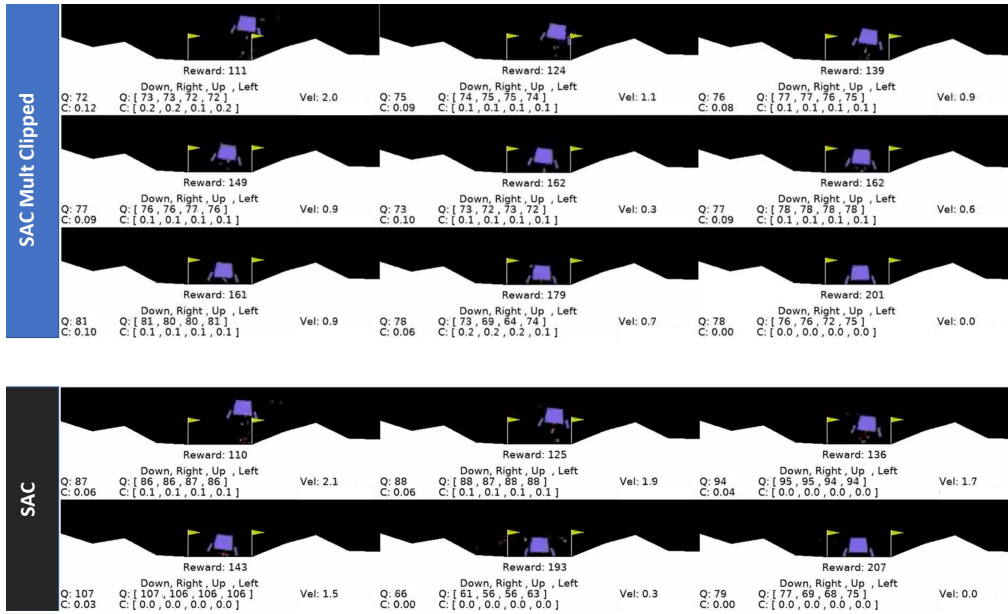 SAC Mult Clipped
Reward: 111
Down, Right , Up , Left
Q: 72 Q: [ 73 , 73 , 72 , 72 ] Vel: 2.0
C: 0.12 C: [ 0.2 , 0.2 , 0.1 , 0.2 ]
Reward: 124
Down, Right , Up , Left
Q: 75 Q: [ 74 , 75 , 75 , 74 ] Vel: 1.1
C: 0.09 C: [ 0.1 , 0.1 , 0.1 , 0.1 ]
Reward: 139
Down, Right , Up , Left
Q: 76 Q: [ 77 , 77 , 76 , 75 ] Vel: 0.9
C: 0.08 C: [ 0.1 , 0.1 , 0.1 , 0.1 ]
Reward: 149
Down, Right , Up , Left
Q: 77 Q: [ 76 , 76 , 77 , 76 ] Vel: 0.9
C: 0.09 C: [ 0.1 , 0.1 , 0.1 , 0.1 ]
Reward: 162
Down, Right , Up , Left
Q: 73 Q: [ 73 , 72 , 73 , 72 ] Vel: 0.3
C: 0.10 C: [ 0.1 , 0.1 , 0.1 , 0.1 ]
Reward: 162
Down, Right , Up , Left
Q: 77 Q: [ 78 , 78 , 78 , 78 ] Vel: 0.6
C: 0.09 C: [ 0.1 , 0.1 , 0.1 , 0.1 ]
Reward: 161
Down, Right , Up , Left
Q: 81 Q: [ 81 , 80 , 80 , 81 ] Vel: 0.9
C: 0.10 C: [ 0.1 , 0.1 , 0.1 , 0.1 ]
Reward: 179
Down, Right , Up , Left
Q: 78 Q: [ 73 , 69 , 64 , 74 ] Vel: 0.7
C: 0.06 C: [ 0.2 , 0.2 , 0.2 , 0.1 ]
Reward: 201
Down, Right , Up , Left
Q: 78 Q: [ 76 , 76 , 72 , 75 ] Vel: 0.0
C: 0.00 C: [ 0.0 , 0.0 , 0.0 , 0.0 ]
SAC
Reward: 110
Down, Right , Up , Left
Q: 87 Q: [ 86 , 86 , 87 , 86 ] Vel: 2.1
C: 0.06 C: [ 0.1 , 0.1 , 0.1 , 0.1 ]
Reward: 125
Down, Right , Up , Left
Q: 88 Q: [ 88 , 87 , 88 , 88 ] Vel: 1.9
C: 0.06 C: [ 0.1 , 0.1 , 0.1 , 0.1 ]
Reward: 136
Down, Right , Up , Left
Q: 94 Q: [ 95 , 95 , 94 , 94 ] Vel: 1.7
C: 0.04 C: [ 0.0 , 0.0 , 0.0 , 0.0 ]
Reward: 143
Down, Right , Up , Left
Q: 107 Q: [ 107 , 106 , 106 , 106 ] Vel: 1.5
C: 0.03 C: [ 0.0 , 0.0 , 0.0 , 0.0 ]
Reward: 193
Down, Right , Up , Left
Q: 66 Q: [ 61 , 56 , 56 , 63 ] Vel: 0.3
C: 0.00 C: [ 0.0 , 0.0 , 0.0 , 0.0 ]
Reward: 207
Down, Right , Up , Left
Q: 79 Q: [ 77 , 69 , 68 , 75 ] Vel: 0.0
C: 0.00 C: [ 0.0 , 0.0 , 0.0 , 0.0 ]